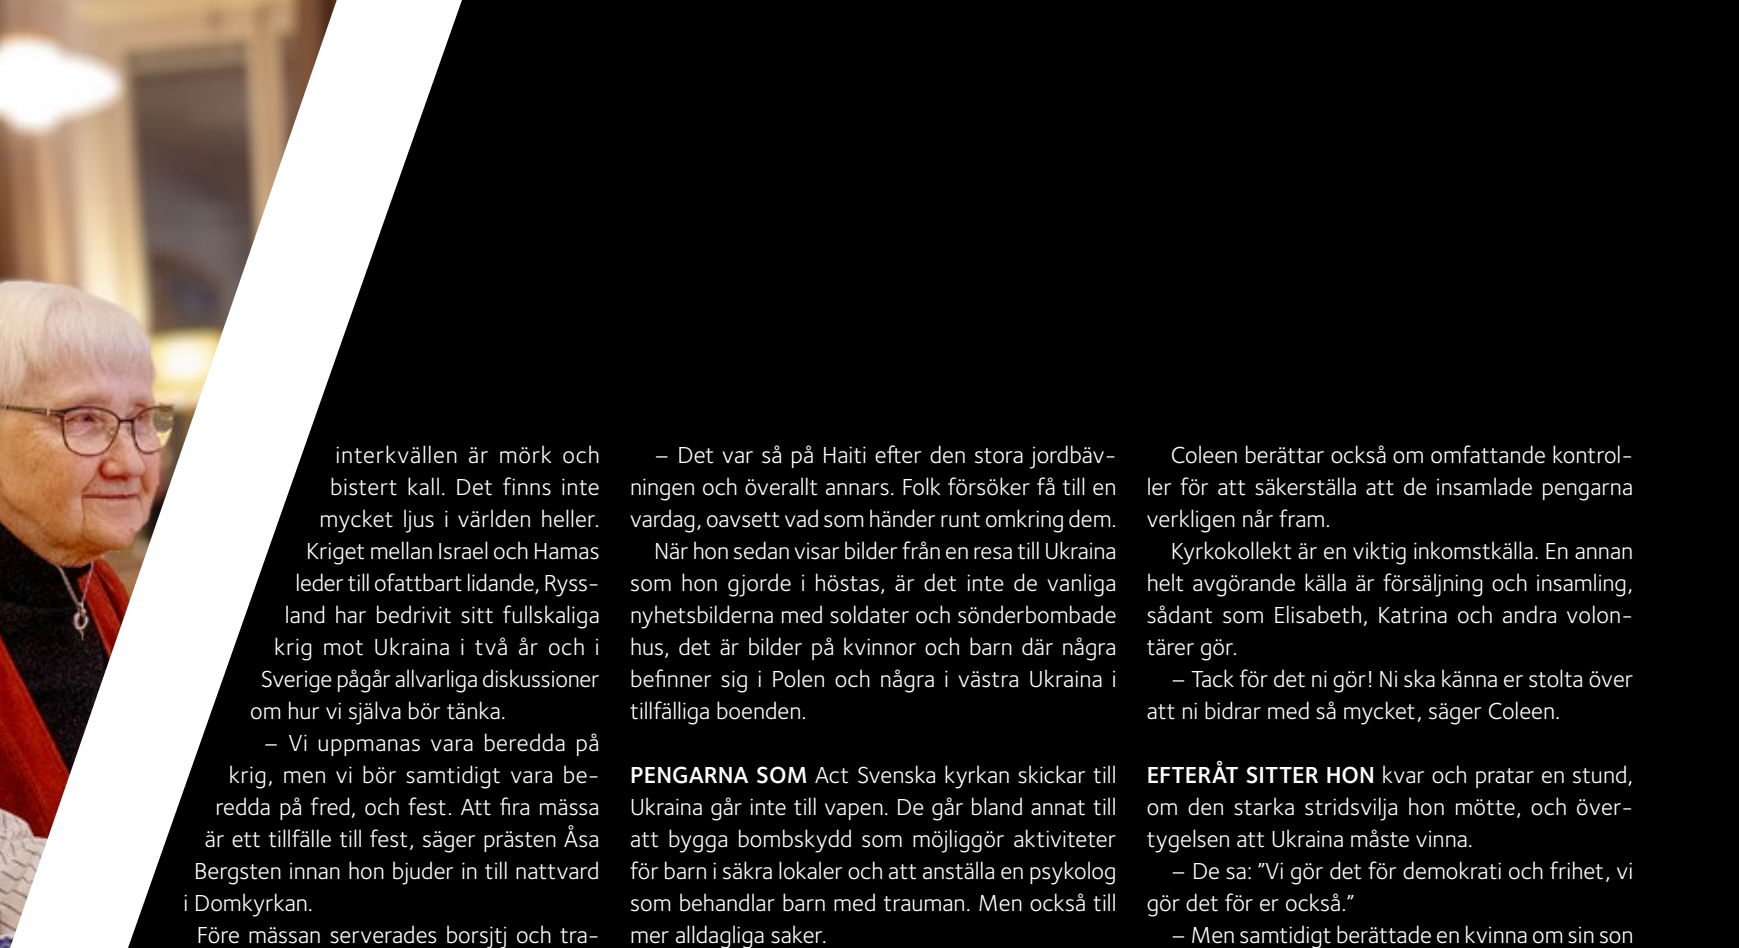 interkvällen är mörk och
bistert kall. Det finns inte
mycket ljus i världen heller.
Kriget mellan Israel och Hamas
leder till ofattbart lidande, Ryss-
land har bedrivit sitt fullskaliga
krig mot Ukraina i två år och i
Sverige pågår allvarliga diskussioner
om hur vi själva bör tänka.
– Vi uppmanas vara beredda på
krig, men vi bör samtidigt vara be-
redda på fred, och fest. Att fira mässa
är ett tillfälle till fest, säger prästen Åsa
Bergsten innan hon bjuder in till nattvard
i Domkyrkan.
Före mässan serverades borsjtj och tra-
– Det var så på Haiti efter den stora jordbäv-
ningen och överallt annars. Folk försöker få till en
vardag, oavsett vad som händer runt omkring dem.
När hon sedan visar bilder från en resa till Ukraina
som hon gjorde i höstas, är det inte de vanliga
nyhetsbilderna med soldater och sönderbombade
hus, det är bilder på kvinnor och barn där några
befinner sig i Polen och några i västra Ukraina i
tillfälliga boenden.
PENGARNA SOM Act Svenska kyrkan skickar till
Ukraina går inte till vapen. De går bland annat till
att bygga bombskydd som möjliggör aktiviteter
för barn i säkra lokaler och att anställa en psykolog
som behandlar barn med trauman. Men också till
mer alldagliga saker.
Coleen berättar också om omfattande kontrol-
ler för att säkerställa att de insamlade pengarna
verkligen når fram.
Kyrkokollekt är en viktig inkomstkälla. En annan
helt avgörande källa är försäljning och insamling,
sådant som Elisabeth, Katrina och andra volon-
tärer gör.
– Tack för det ni gör! Ni ska känna er stolta över
att ni bidrar med så mycket, säger Coleen.
EFTERÅT SITTER HON kvar och pratar en stund,
om den starka stridsvilja hon mötte, och över-
tygelsen att Ukraina måste vinna.
– De sa: ”Vi gör det för demokrati och frihet, vi
gör det för er också.”
– Men samtidigt berättade en kvinna om sin son